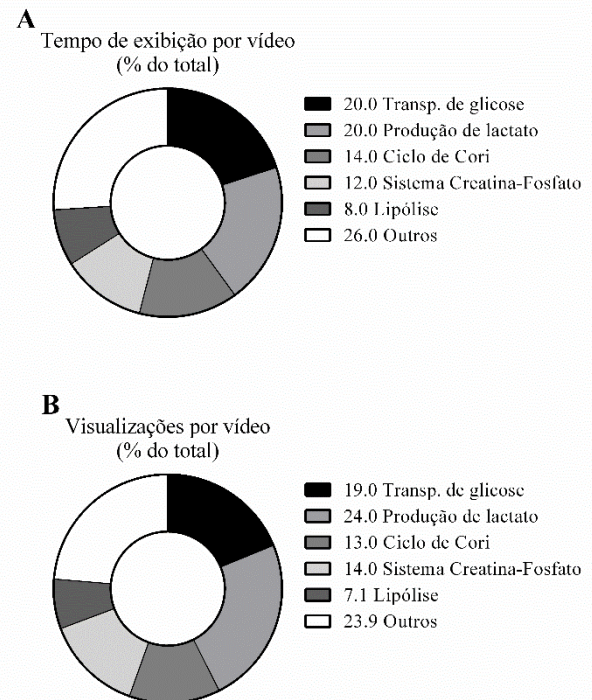 A
Tempo de exibição por vídeo
(% do total)
20.0 Transp. de glicose
20.0 Produção de lactato
14.0 Ciclo de Cori
12.0 Sistema Creatina-Fosfato
8.0 Lipólise
26.0 Outros
B
Visualizações por vídeo
(% do total)
19.0 Transp. de glicose
24.0 Produção de lactato
13.0 Ciclo de Cori
14.0 Sistema Creatina-Fosfato
7.1 Lipólise
23.9 Outros